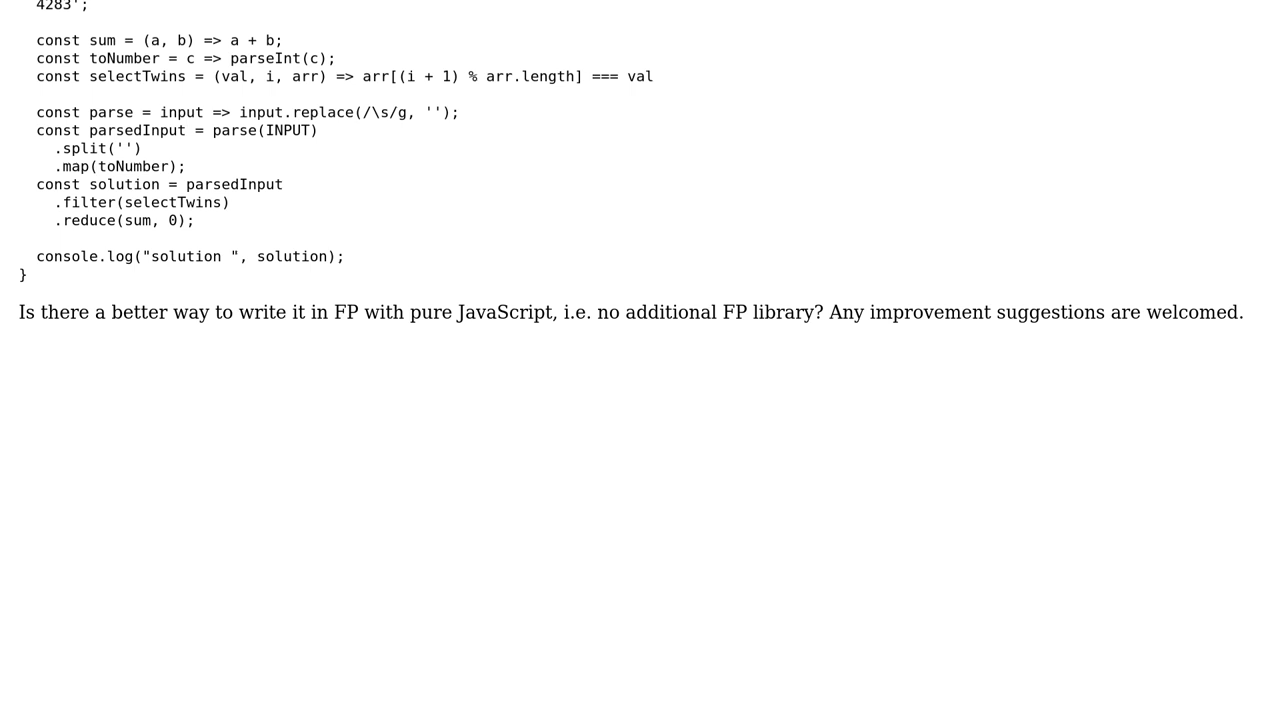 4283';
const sum = (a, b) => a + b;
const toNumber = c => parseInt(c);
const selectTwins = (val, i, arr) => arr[(i + 1) % arr.length] === val
const parse = input => input.replace(/\s/g, '');
const parsedInput = parse(INPUT)
.split('')
.map(toNumber);
const solution = parsedInput
.filter(selectTwins)
.reduce(sum, 0);
console.log("solution ", solution);
}
Is there a better way to write it in FP with pure JavaScript, i.e. no additional FP library? Any improvement suggestions are welcomed.